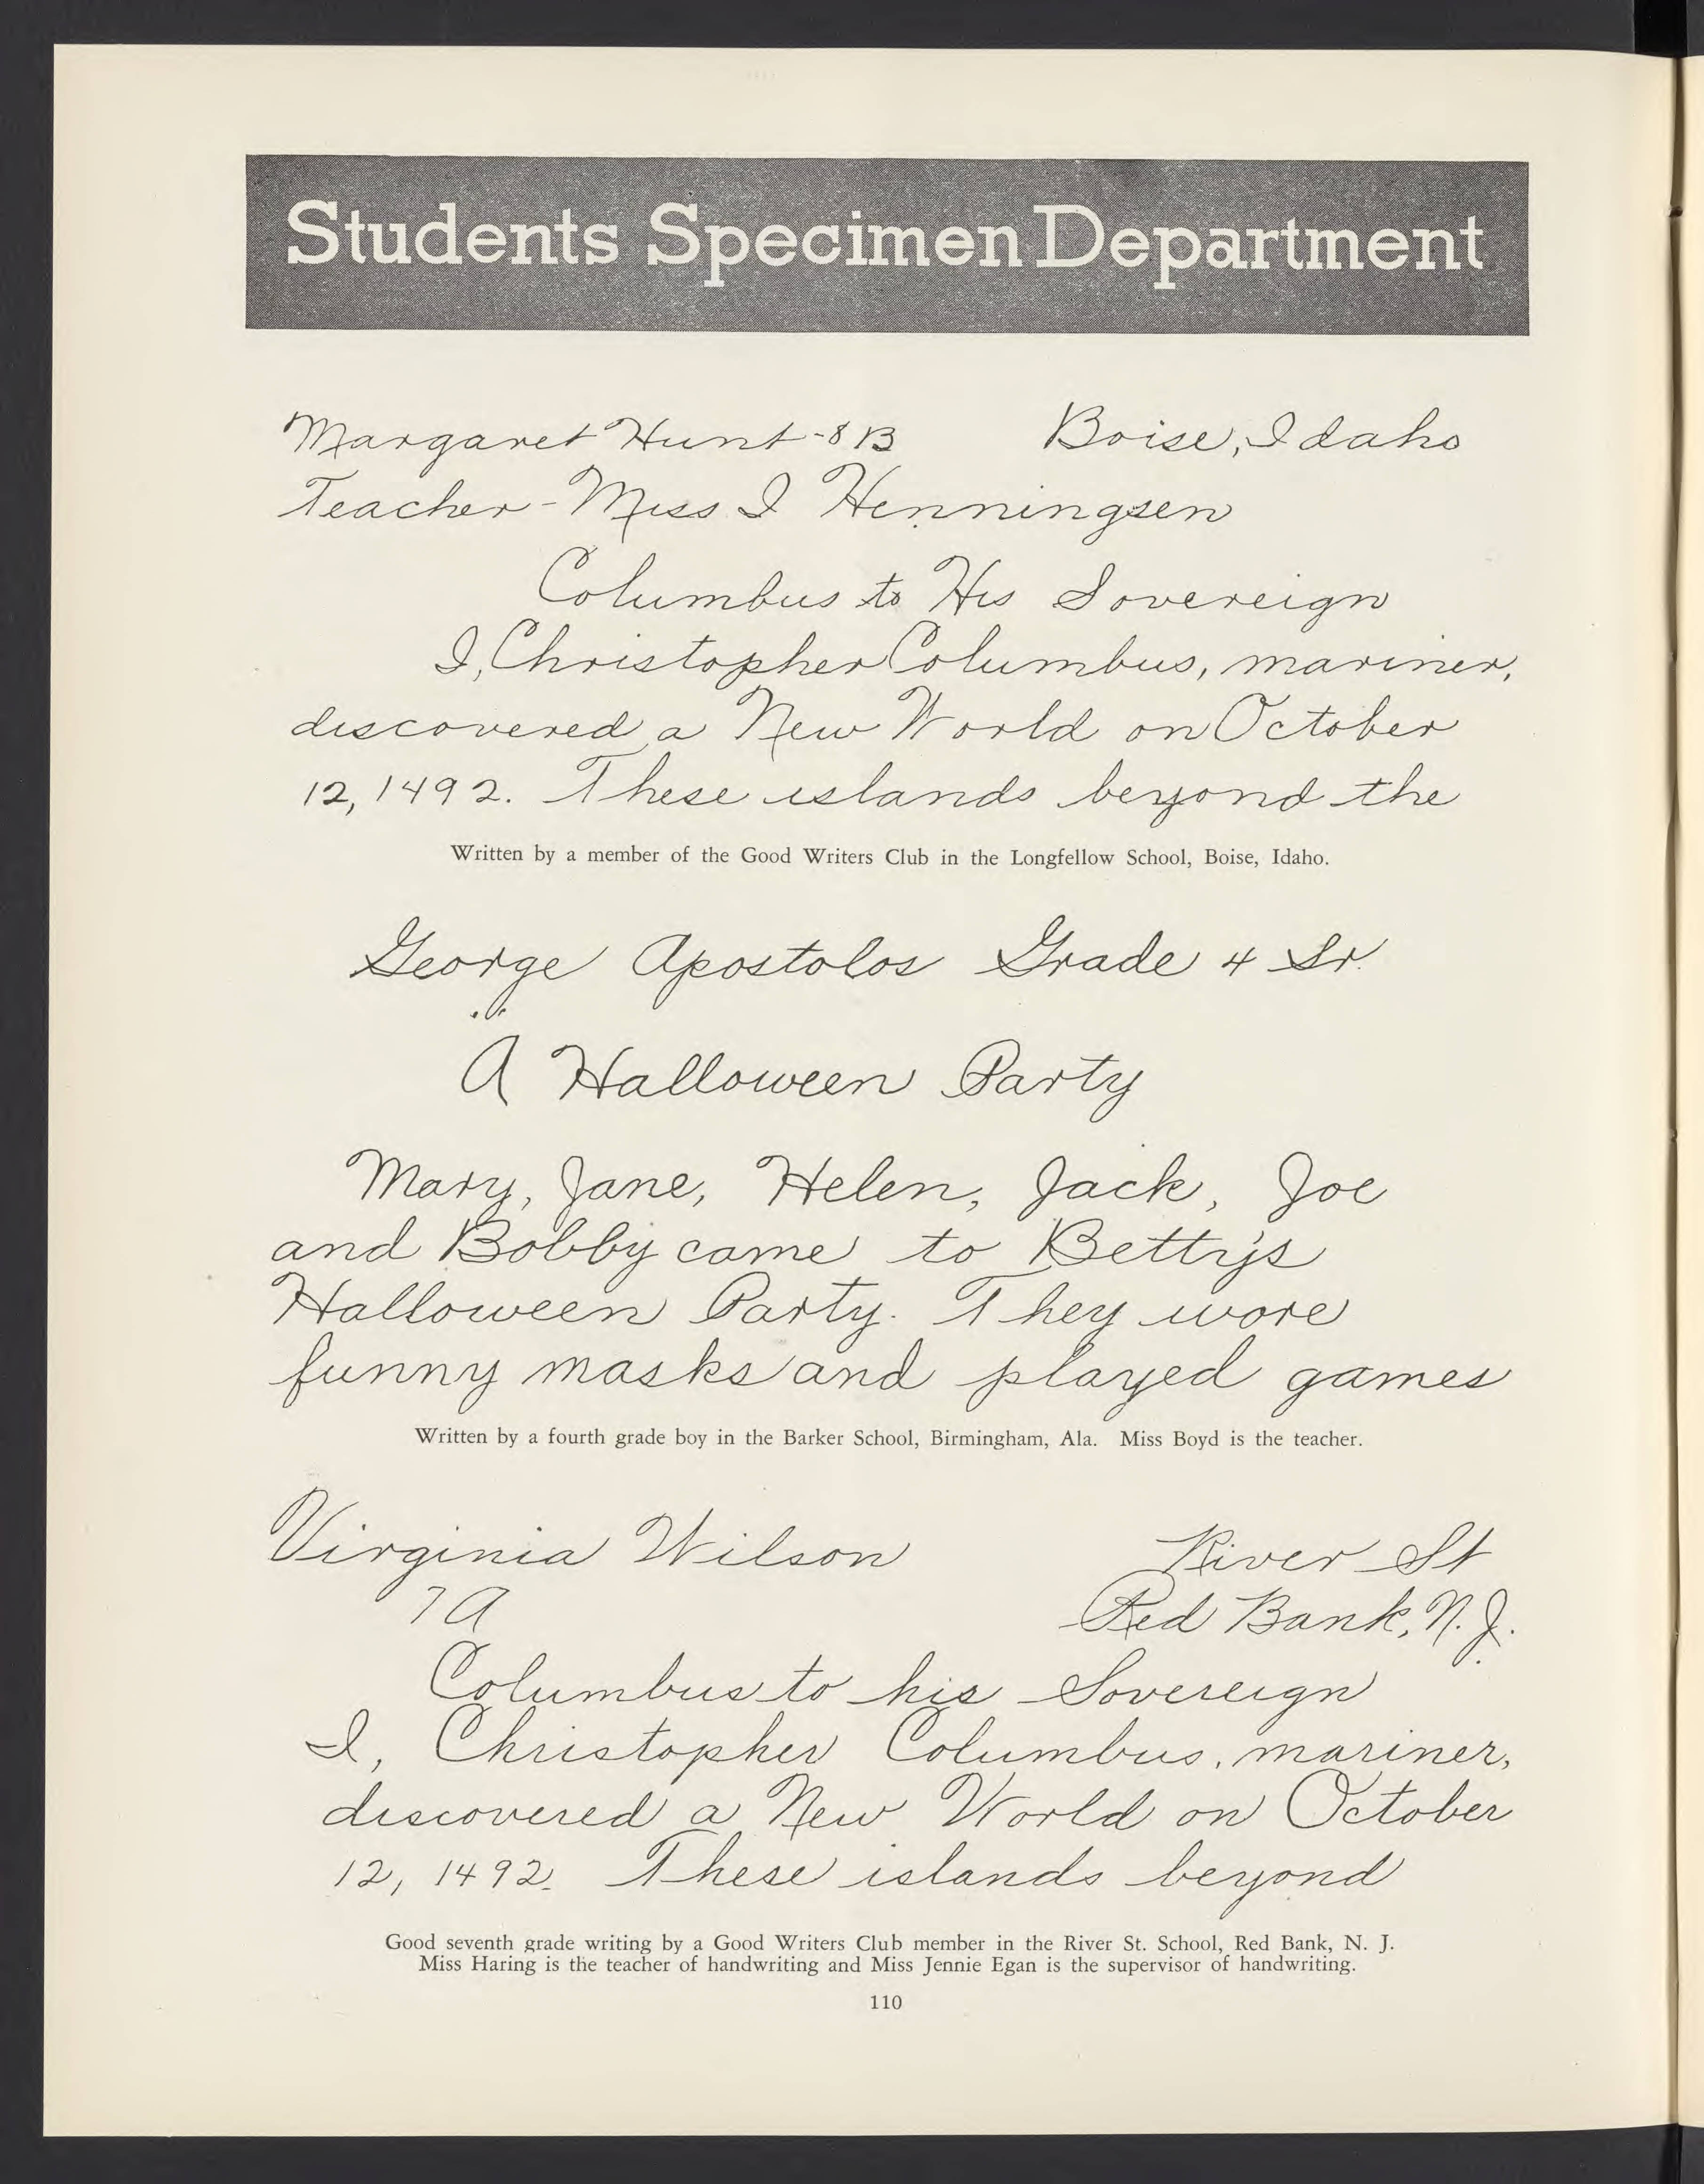 Students Specimen Department
Margaret Hunt - 8 B Boise, Idaho
Teacher - Miss I Henningsen
Columbus to His Sovereign
I, Christopher Columbus, mariner,
discovered a New World on October
12, 1492. These islands beyond the
Written by a member of the Good Writers Club in the Longfellow School, Boise, Idaho.
George Apostolos Grade 4 Sr.
A Halloween Party
Mary, Jane, Helen, Jack, Joe
and Bobby came to Betty's
Halloween Party. They wore
funny masks and played games
Written by a fourth grade boy in the Barker School, Birmingham, Ala. Miss Boyd is the teacher.
Virginia Wilson River St
7A Red Bank, N. J.
Columbus to his Sovereign
I, Christopher Columbus, mariner,
discovered a New World on October
12, 1492. These islands beyond
Good seventh grade writing by a Good Writers Club member in the River St. School, Red Bank, N. J.
Miss Haring is the teacher of handwriting and Miss Jennie Egan is the supervisor of handwriting.
110